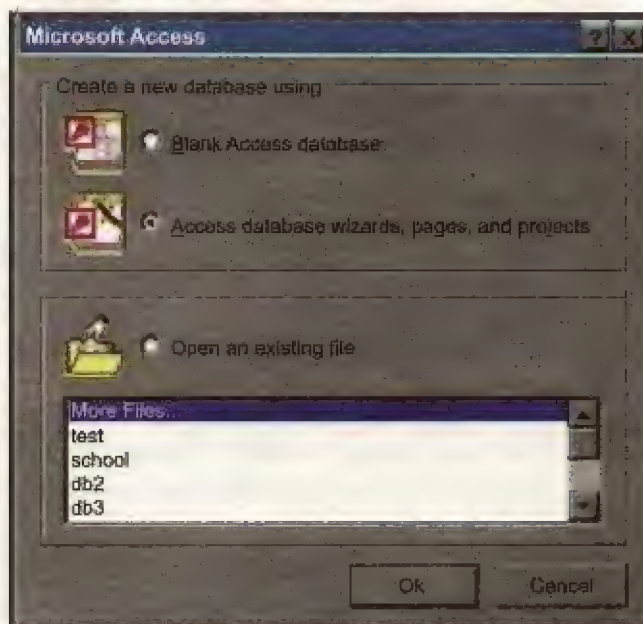 Microsoft Access
Create a new database using
Blank Access database
Access database wizards, pages, and projects
Open an existing file
More Files...
test
school
db2
db3
Ok
Cancel